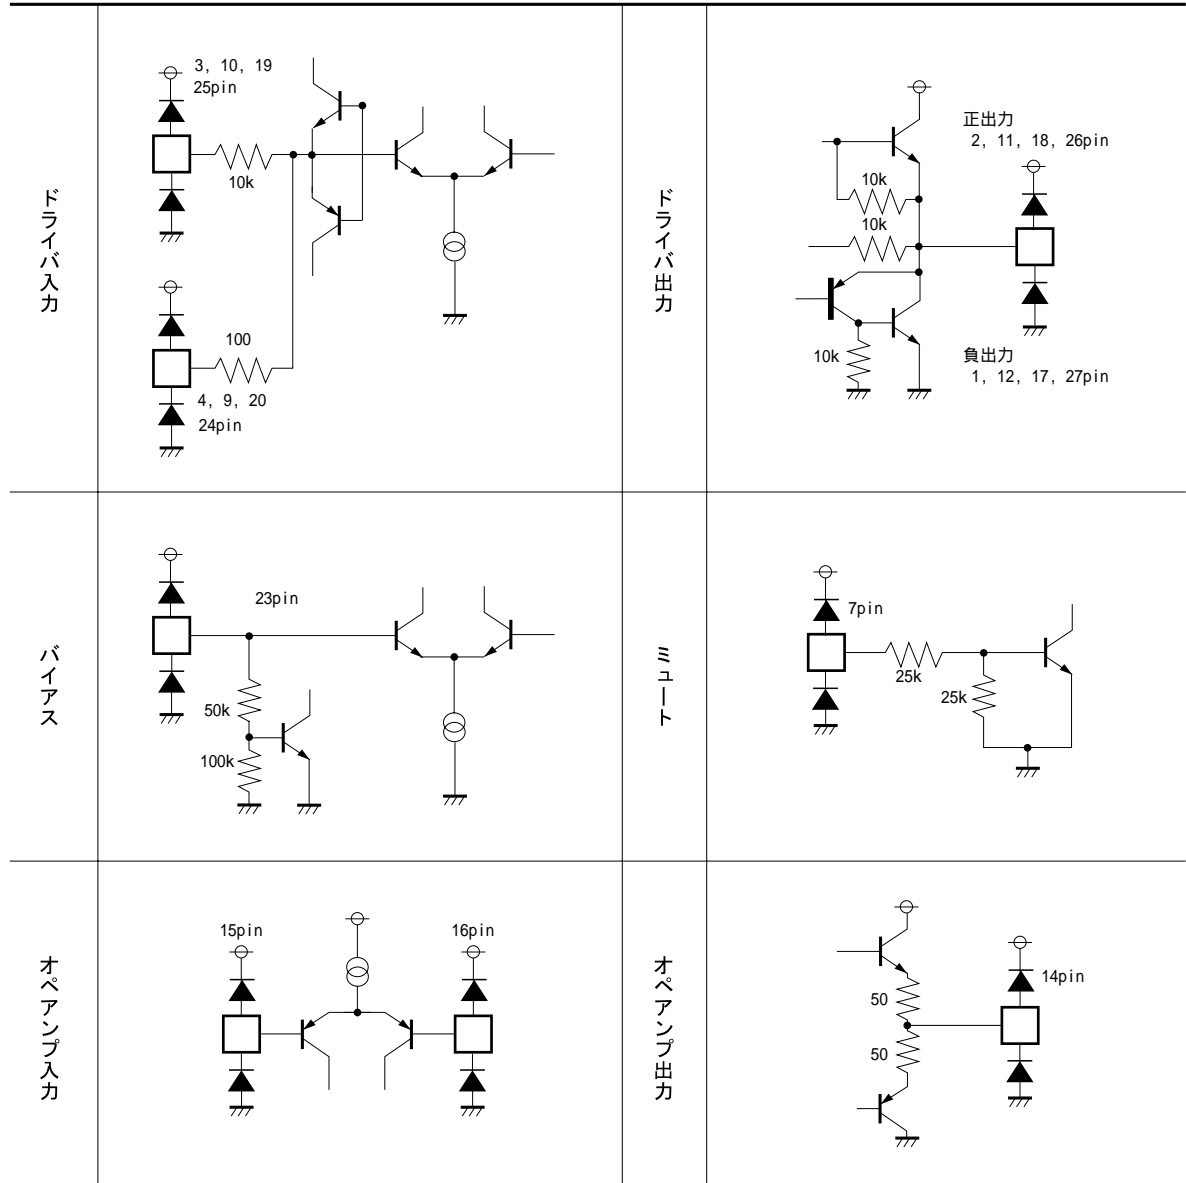 ドライバ入力
3, 10, 19
25pin
10k
100
4, 9, 20
24pin
ドライバ出力
正出力
2, 11, 18, 26pin
10k
10k
10k
負出力
1, 12, 17, 27pin
バイアス
23pin
50k
100k
ミュート
7pin
25k
25k
オペアンプ入力
15pin
16pin
オペアンプ出力
14pin
50
50